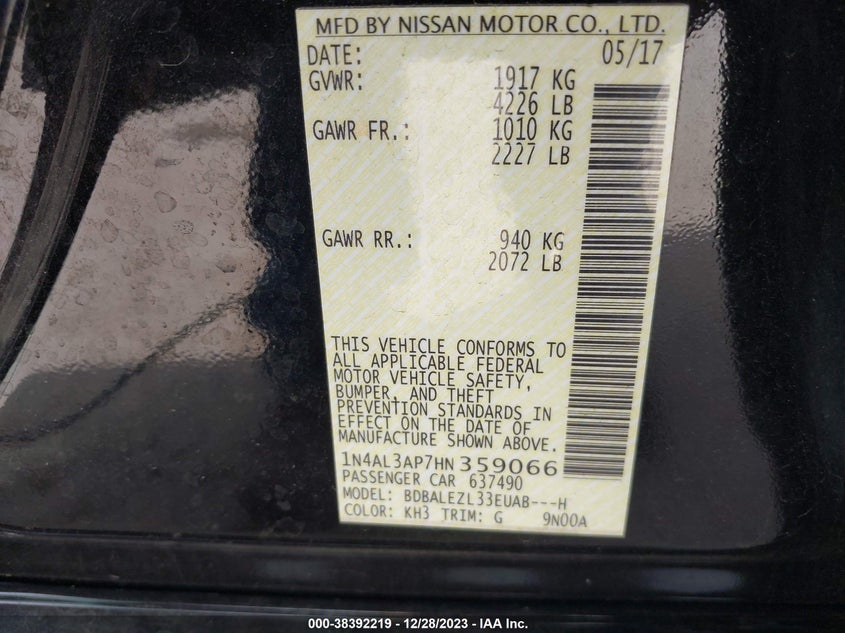 MFD BY NISSAN MOTOR CO., LTD.
DATE: 05/17
GVWR: 1917 KG
4226 LB
GAWR FR.: 1010 KG
2227 LB
GAWR RR.: 940 KG
2072 LB
THIS VEHICLE CONFORMS TO
ALL APPLICABLE FEDERAL
MOTOR VEHICLE SAFETY,
BUMPER, AND THEFT
PREVENTION STANDARDS IN
EFFECT ON THE DATE OF
MANUFACTURE SHOWN ABOVE.
1N4AL3AP7HN359066
PASSENGER CAR 637490
MODEL: BDBALEZL33EUAB---H
COLOR: KH3 TRIM: G 9N00A
000-38392219 - 12/28/2023 - IAA Inc.